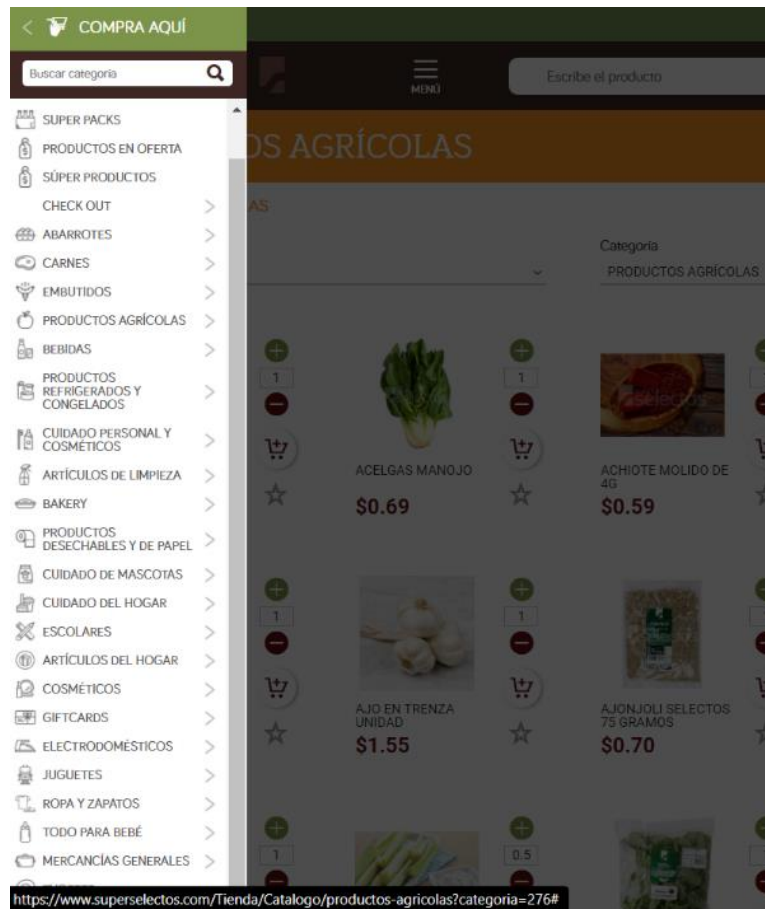 COMPRA AQUÍ
Buscar categoria
SUPER PACKS
PRODUCTOS EN OFERTA
SÚPER PRODUCTOS
CHECK OUT
ABARROTES
CARNES
EMBUTIDOS
PRODUCTOS AGRÍCOLAS
BEBIDAS
PRODUCTOS
REFRIGERADOS Y
CONGELADOS
CUIDADO PERSONAL Y
COSMÉTICOS
ARTÍCULOS DE LIMPIEZA
BAKERY
PRODUCTOS
DESECHABLES Y DE PAPEL
CUIDADO DE MASCOTAS
CUIDADO DEL HOGAR
ESCOLARES
ARTÍCULOS DEL HOGAR
COSMÉTICOS
GIFTCARDS
ELECTRODOMÉSTICOS
JUGUETES
ROPA Y ZAPATOS
TODO PARA BEBÉ
MERCANCÍAS GENERALES
https://www.superselectos.com/Tienda/Catalogo/productos-agricolas?categoria=276#
MENÚ
Escribe el producto
OS AGRÍCOLAS
AS
Categoría
PRODUCTOS AGRÍCOLAS
1
1
selectos
ACELGAS MANOJO
$0.69
ACHIOTE MOLIDO DE
4G
$0.59
1
1
AJO EN TRENZA
UNIDAD
$1.55
AJONJOLI SELECTOS
75 GRAMOS
$0.70
1
0.5